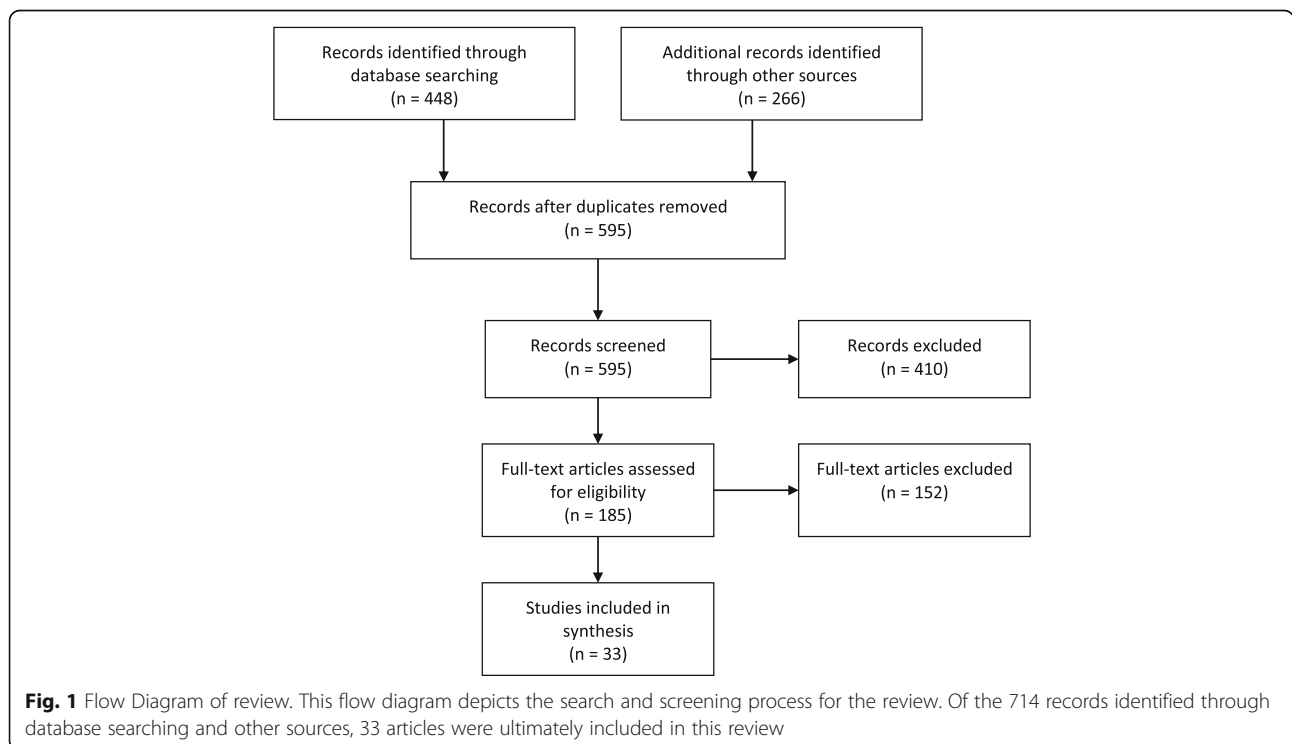 Records identified through
database searching
(n = 448)
Additional records identified
through other sources
(n = 266)
Records after duplicates removed
(n = 595)
Records screened
(n = 595)
Records excluded
(n = 410)
Full-text articles assessed
for eligibility
(n = 185)
Full-text articles excluded
(n = 152)
Studies included in
synthesis
(n = 33)
Fig. 1 Flow Diagram of review. This flow diagram depicts the search and screening process for the review. Of the 714 records identified through
database searching and other sources, 33 articles were ultimately included in this review